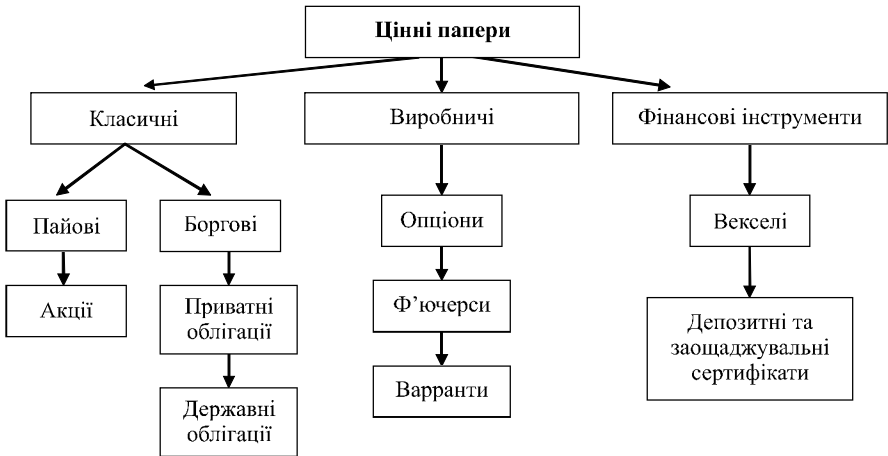 Цінні папери
Класичні
Виробничі
Фінансові інструменти
Пайові
Боргові
Опціони
Векселі
Акції
Приватні
облігації
Ф’ючерси
Депозитні та
заощаджувальні
сертифікати
Варранти
Державні
облігації